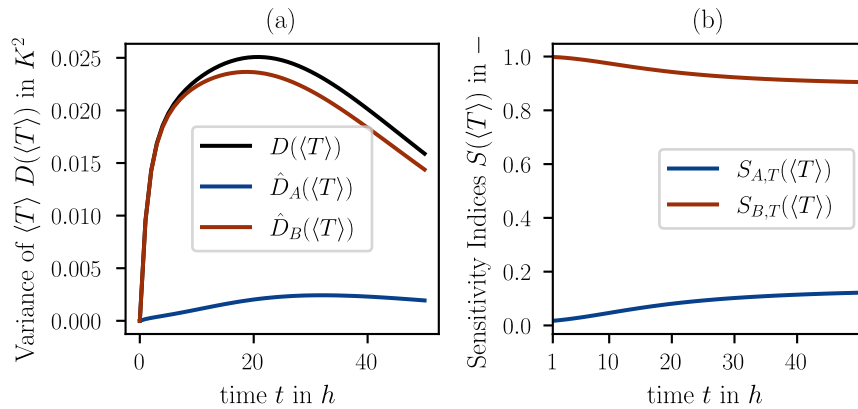 (a)
Variance of ⟨T⟩ D(⟨T⟩) in K²
0.025
0.020
0.015
0.010
0.005
0.000
D(⟨T⟩)
D̂_A(⟨T⟩)
D̂_B(⟨T⟩)
0
20
40
time t in h
(b)
Sensitivity Indices S(⟨T⟩) in −
1.0
0.8
0.6
0.4
0.2
0.0
S_{A,T}(⟨T⟩)
S_{B,T}(⟨T⟩)
1
10
20
30
40
time t in h